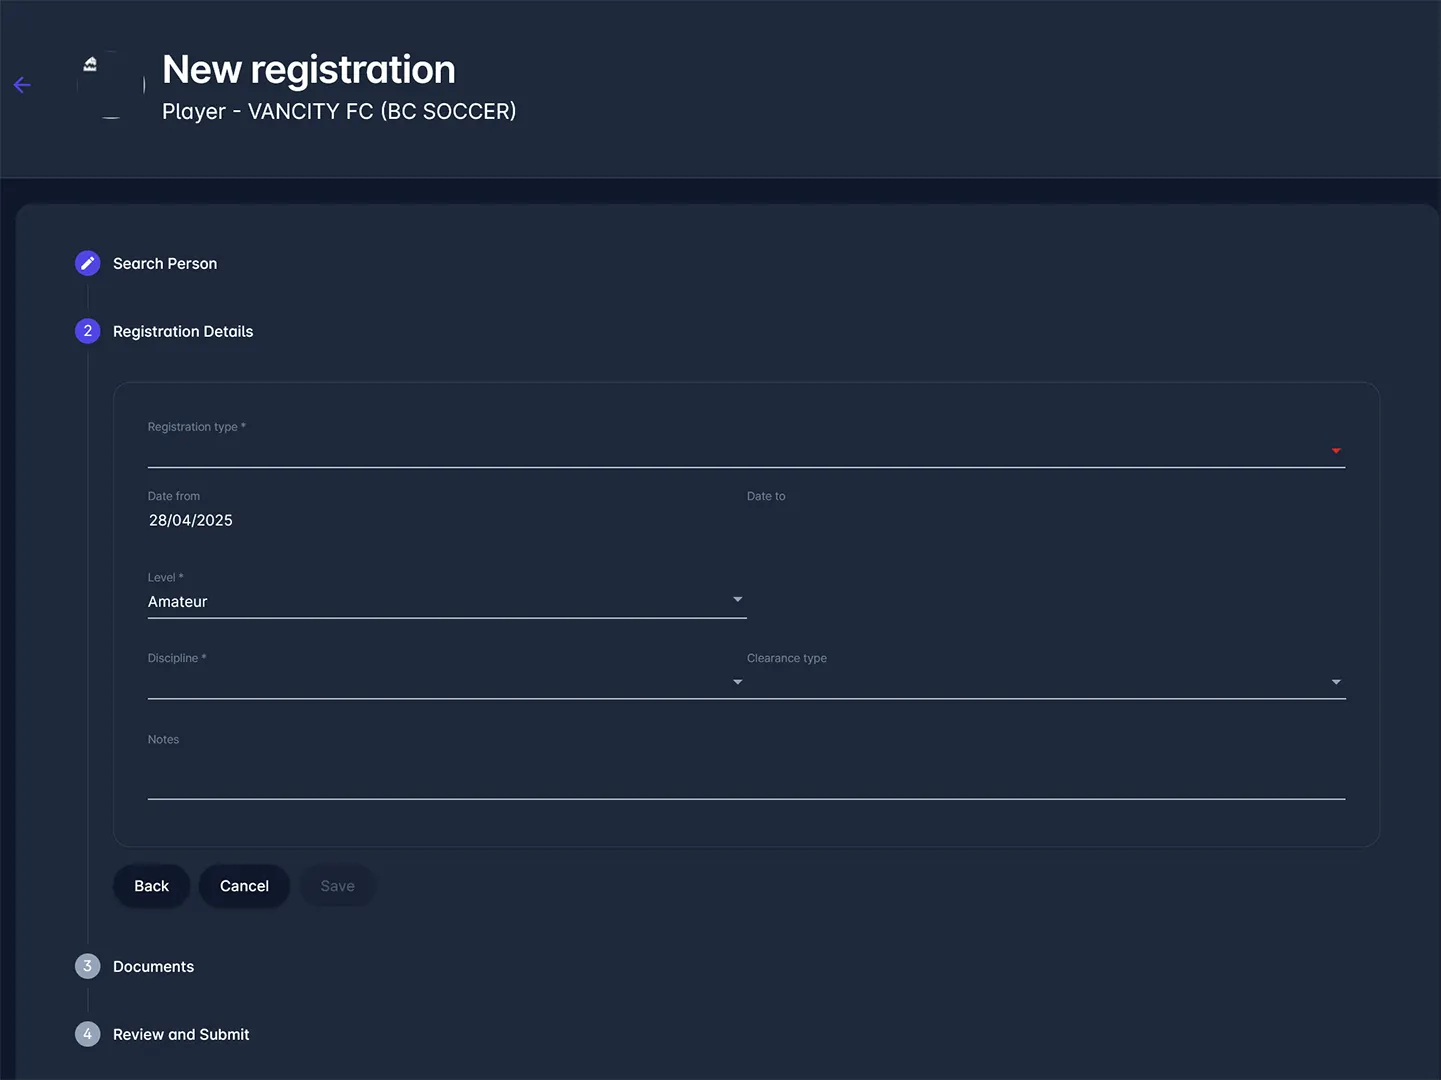 New registration
Player - VANCITY FC (BC SOCCER)
Search Person
2 Registration Details
Registration type *
Date from Date to
28/04/2025
Level *
Amateur
Discipline * Clearance type
Notes
Back Cancel Save
3 Documents
4 Review and Submit